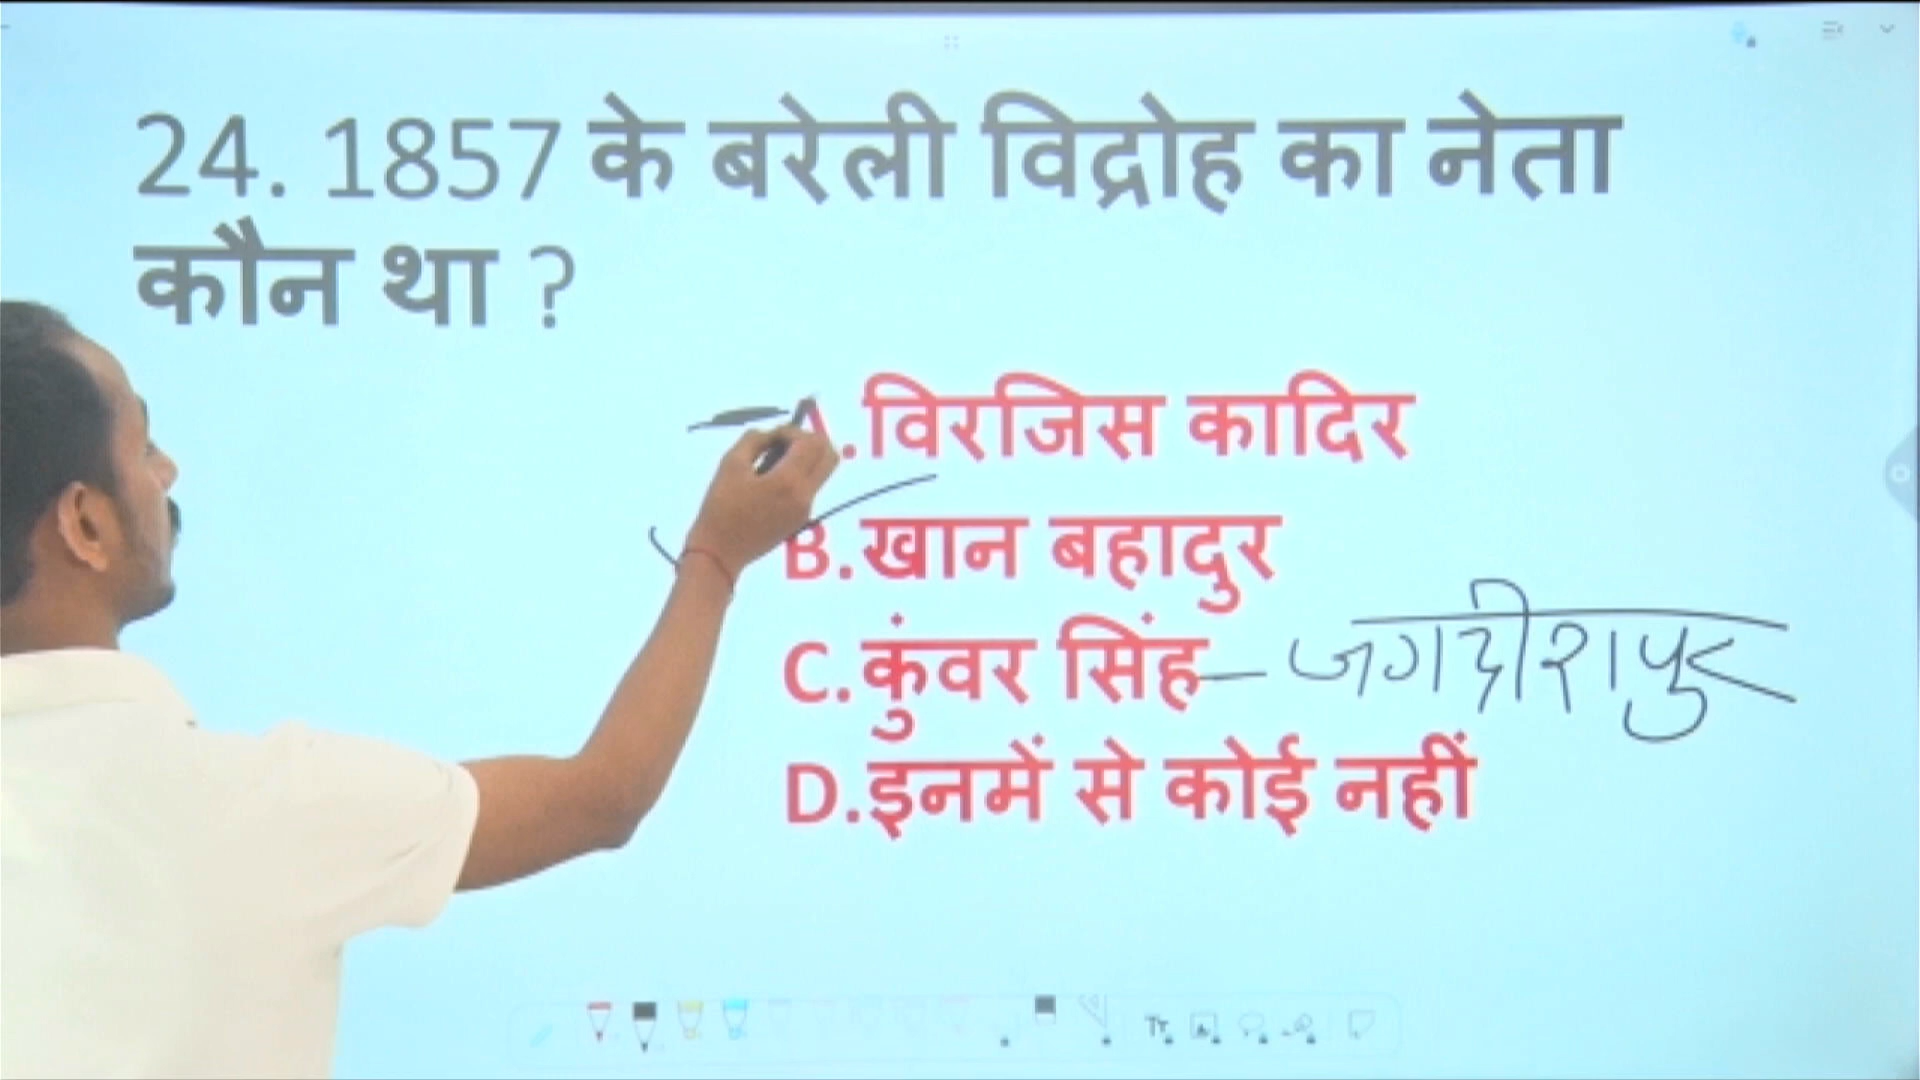 24. 1857 के बरेली विद्रोह का नेता
कौन था ?
A.विरजिस कादिर
B.खान बहादुर
C.कुंवर सिंह - जगदीशपुर
D.इनमें से कोई नहीं